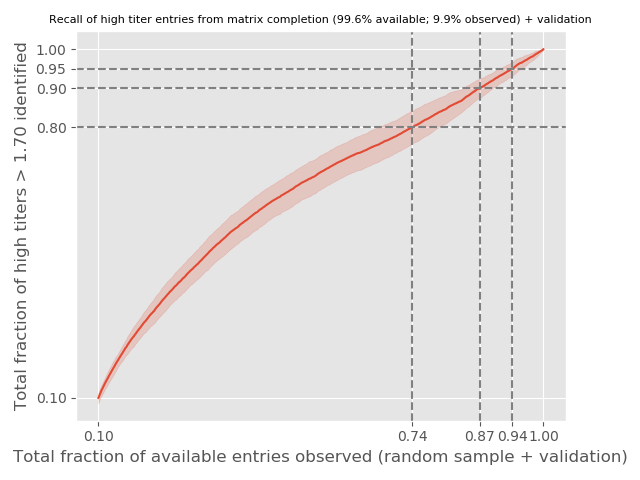 Recall of high titer entries from matrix completion (99.6% available; 9.9% observed) + validation
Total fraction of high titers > 1.70 identified
1.00
0.95
0.90
0.80
0.10
0.10 0.74 0.87 0.94 1.00
Total fraction of available entries observed (random sample + validation)